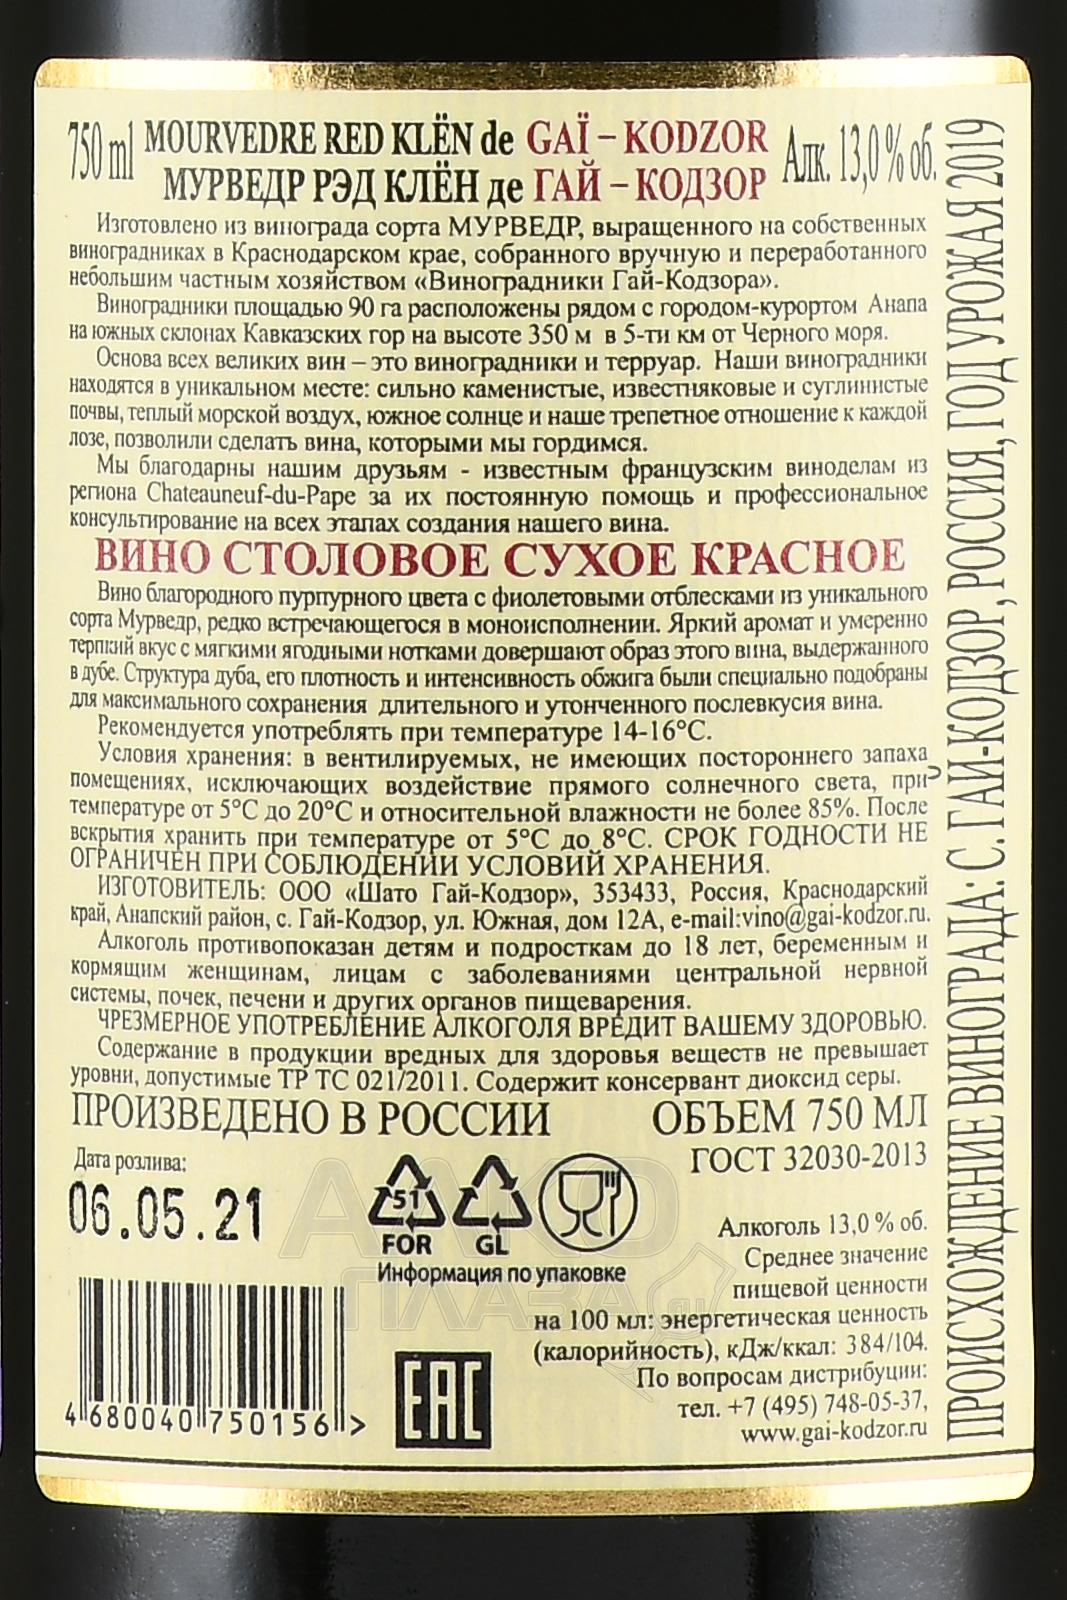 750 ml
MOURVEDRE RED KLЁN de GAÏ – KODZOR
МУРВЕДР РЭД КЛЁН де ГАЙ – КОДЗОР
Алк. 13,0 % об.
Изготовлено из винограда сорта МУРВЕДР, выращенного на собственных
виноградниках в Краснодарском крае, собранного вручную и переработанного
небольшим частным хозяйством «Виноградники Гай-Кодзора».
Виноградники площадью 90 га расположены рядом с городом-курортом Анапа
на южных склонах Кавказских гор на высоте 350 м в 5-ти км от Черного моря.
Основа всех великих вин – это виноградники и терруар. Наши виноградники
находятся в уникальном месте: сильно каменистые, известняковые и суглинистые
почвы, теплый морской воздух, южное солнце и наше трепетное отношение к каждой
лозе, позволили сделать вина, которыми мы гордимся.
Мы благодарны нашим друзьям - известным французским виноделам из
региона Chateauneuf-du-Pape за их постоянную помощь и профессиональное
консультирование на всех этапах создания нашего вина.
ВИНО СТОЛОВОЕ СУХОЕ КРАСНОЕ
Вино благородного пурпурного цвета с фиолетовыми отблесками из уникального
сорта Мурведр, редко встречающегося в моноисполнении. Яркий аромат и умеренно
терпкий вкус с мягкими ягодными нотками довершают образ этого вина, выдержанного
в дубе. Структура дуба, его плотность и интенсивность обжига были специально подобраны
для максимального сохранения длительного и утонченного послевкусия вина.
Рекомендуется употреблять при температуре 14-16°С.
Условия хранения: в вентилируемых, не имеющих постороннего запаха
помещениях, исключающих воздействие прямого солнечного света, при
температуре от 5°С до 20°С и относительной влажности не более 85%. После
вскрытия хранить при температуре от 5°С до 8°С. СРОК ГОДНОСТИ НЕ
ОГРАНИЧЕН ПРИ СОБЛЮДЕНИИ УСЛОВИЙ ХРАНЕНИЯ.
ИЗГОТОВИТЕЛЬ: ООО «Шато Гай-Кодзор», 353433, Россия, Краснодарский
край, Анапский район, с. Гай-Кодзор, ул. Южная, дом 12А, e-mail:vino@gai-kodzor.ru.
Алкоголь противопоказан детям и подросткам до 18 лет, беременным и
кормящим женщинам, лицам с заболеваниями центральной нервной
системы, почек, печени и других органов пищеварения.
ЧРЕЗМЕРНОЕ УПОТРЕБЛЕНИЕ АЛКОГОЛЯ ВРЕДИТ ВАШЕМУ ЗДОРОВЬЮ.
Содержание в продукции вредных для здоровья веществ не превышает
уровни, допустимые ТР ТС 021/2011. Содержит консервант диоксид серы.
ПРОИЗВЕДЕНО В РОССИИ ОБЪЕМ 750 МЛ
ГОСТ 32030-2013
Дата розлива:
06.05.21
51
FOR GL
Информация по упаковке
Алкоголь 13,0 % об.
Среднее значение
пищевой ценности
на 100 мл: энергетическая ценность
(калорийность), кДж/ккал: 384/104.
По вопросам дистрибуции:
тел. +7 (495) 748-05-37,
www.gai-kodzor.ru
4 680040 750156 >
EAC
ПРОИСХОЖДЕНИЕ ВИНОГРАДА: С. ГАЙ-КОДЗОР, РОССИЯ, ГОД УРОЖАЯ 2019
АЛКО
ПЛАЗА
.ru